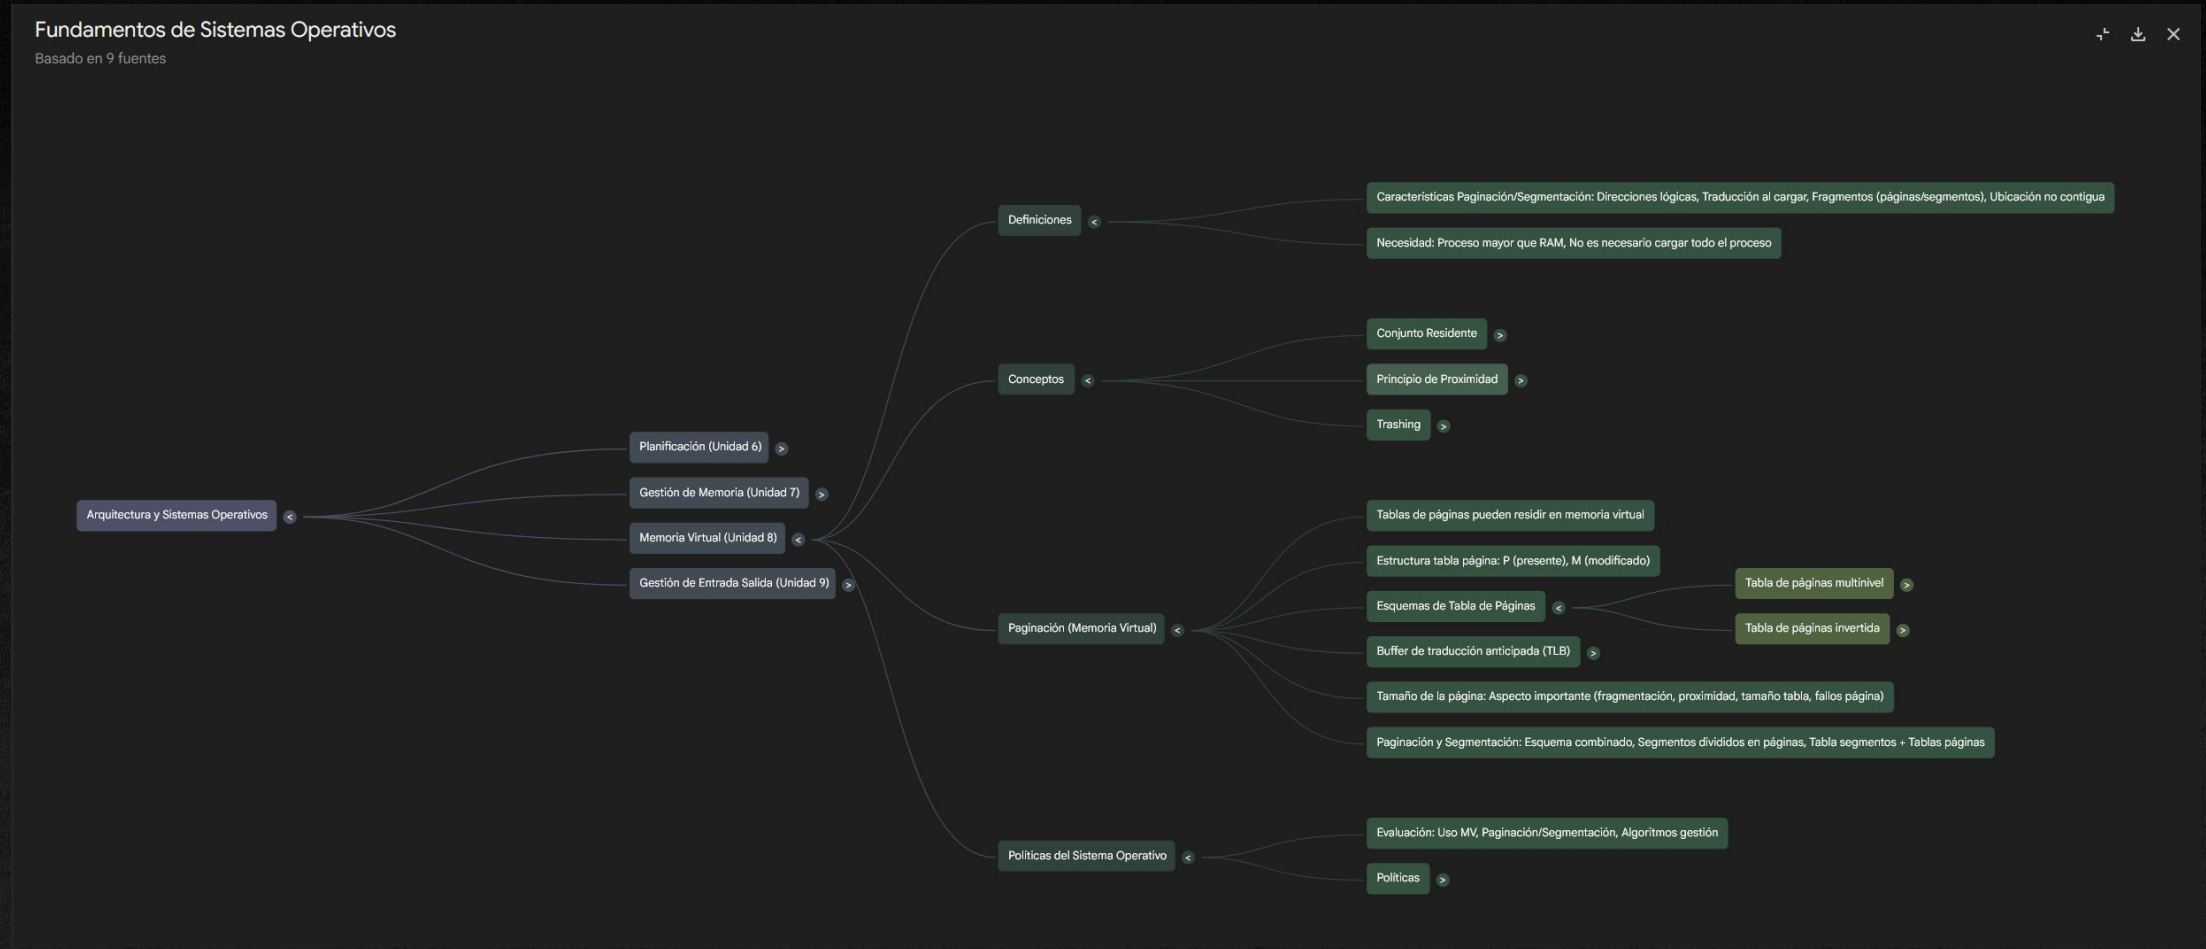 Fundamentos de Sistemas Operativos
Basado en 9 fuentes
Arquitectura y Sistemas Operativos <
Planificación (Unidad 6) >
Gestión de Memoria (Unidad 7) >
Memoria Virtual (Unidad 8) <
Gestión de Entrada Salida (Unidad 9) >
Definiciones <
Características Paginación/Segmentación: Direcciones lógicas, Traducción al cargar, Fragmentos (páginas/segmentos), Ubicación no contigua
Necesidad: Proceso mayor que RAM, No es necesario cargar todo el proceso
Conceptos <
Conjunto Residente >
Principio de Proximidad >
Trashing >
Paginación (Memoria Virtual) <
Tablas de páginas pueden residir en memoria virtual
Estructura tabla página: P (presente), M (modificado)
Esquemas de Tabla de Páginas <
Tabla de páginas multinivel >
Tabla de páginas invertida >
Buffer de traducción anticipada (TLB) >
Tamaño de la página: Aspecto importante (fragmentación, proximidad, tamaño tabla, fallos página)
Paginación y Segmentación: Esquema combinado, Segmentos divididos en páginas, Tabla segmentos + Tablas páginas
Políticas del Sistema Operativo <
Evaluación: Uso MV, Paginación/Segmentación, Algoritmos gestión
Políticas >